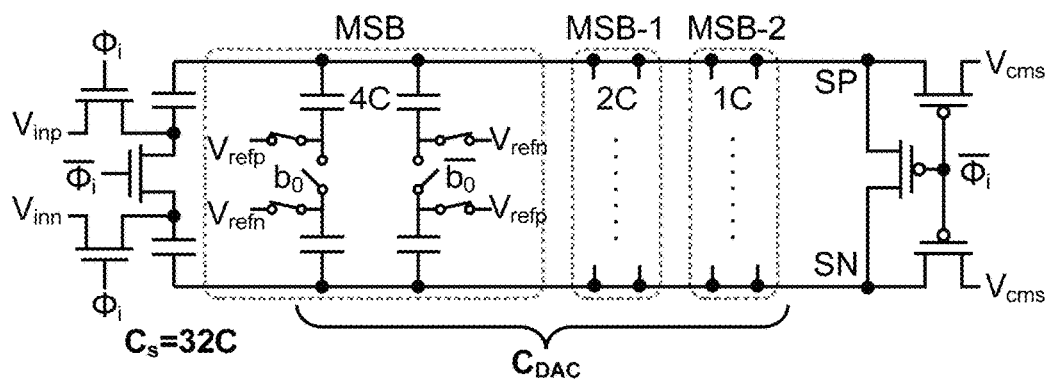 MSB MSB-1 MSB-2
Φi
Vcms
4C 2C 1C SP
Vinp
Vrefp Vrefn
Φi b0 b0 Φi
Vinn
Vrefn Vrefp
SN
Φi Vcms
Cs=32C
CDAC